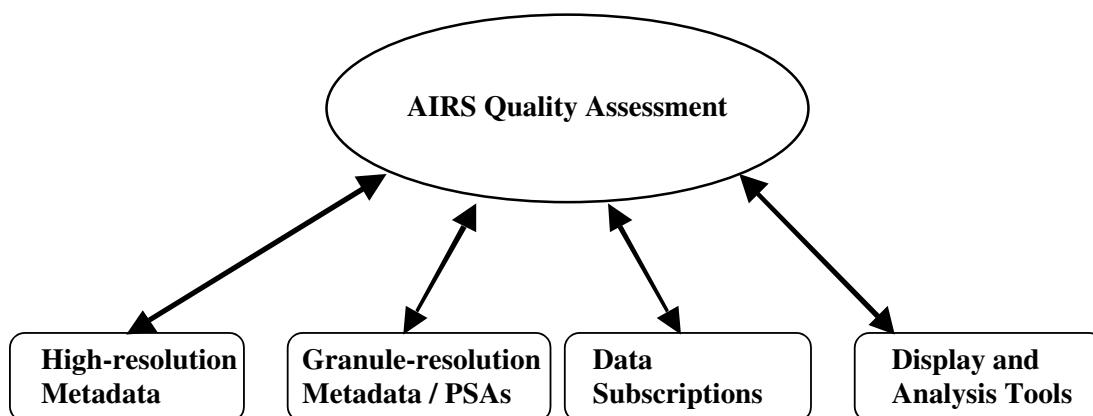 AIRS Quality Assessment
High-resolution
Metadata
Granule-resolution
Metadata / PSAs
Data
Subscriptions
Display and
Analysis Tools